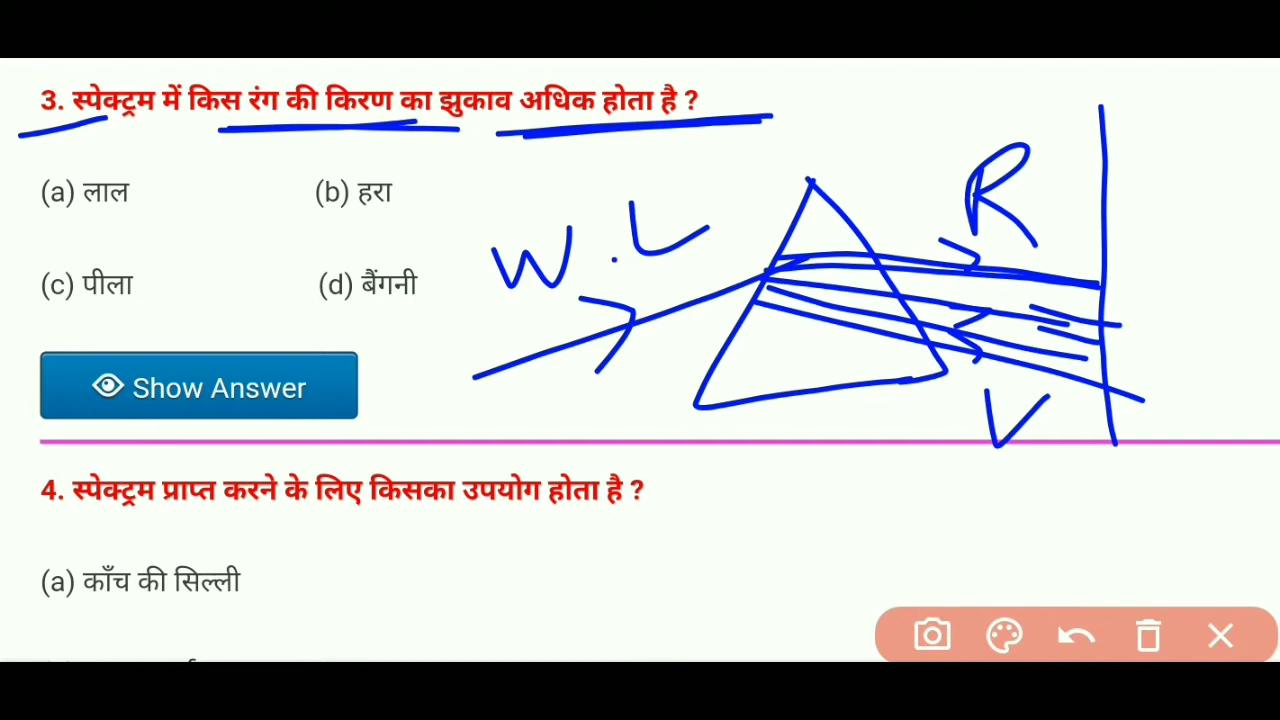 3. स्पेक्ट्रम में किस रंग की किरण का झुकाव अधिक होता है ?
(a) लाल
(b) हरा
W.L
R
(c) पीला
(d) बैंगनी
Show Answer
V
4. स्पेक्ट्रम प्राप्त करने के लिए किसका उपयोग होता है ?
(a) काँच की सिल्ली